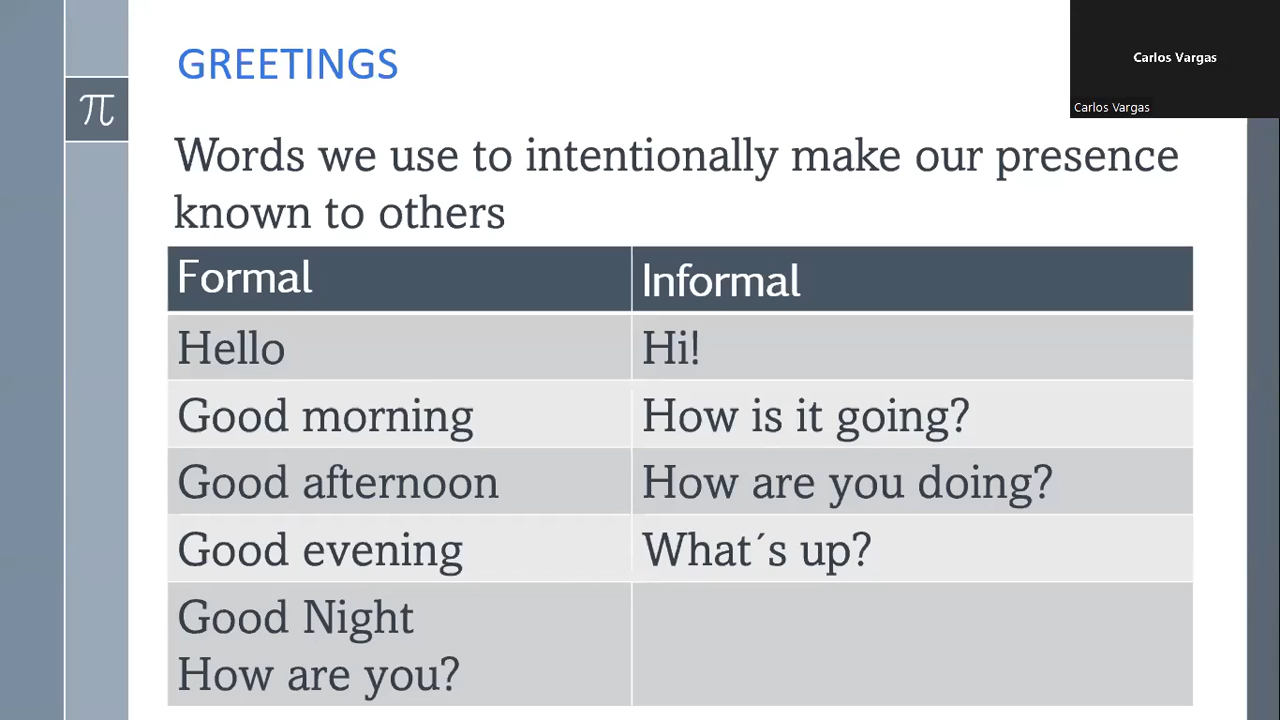 GREETINGS
Carlos Vargas
Carlos Vargas
π
Words we use to intentionally make our presence
known to others
Formal Informal
Hello Hi!
Good morning How is it going?
Good afternoon How are you doing?
Good evening What´s up?
Good Night
How are you?